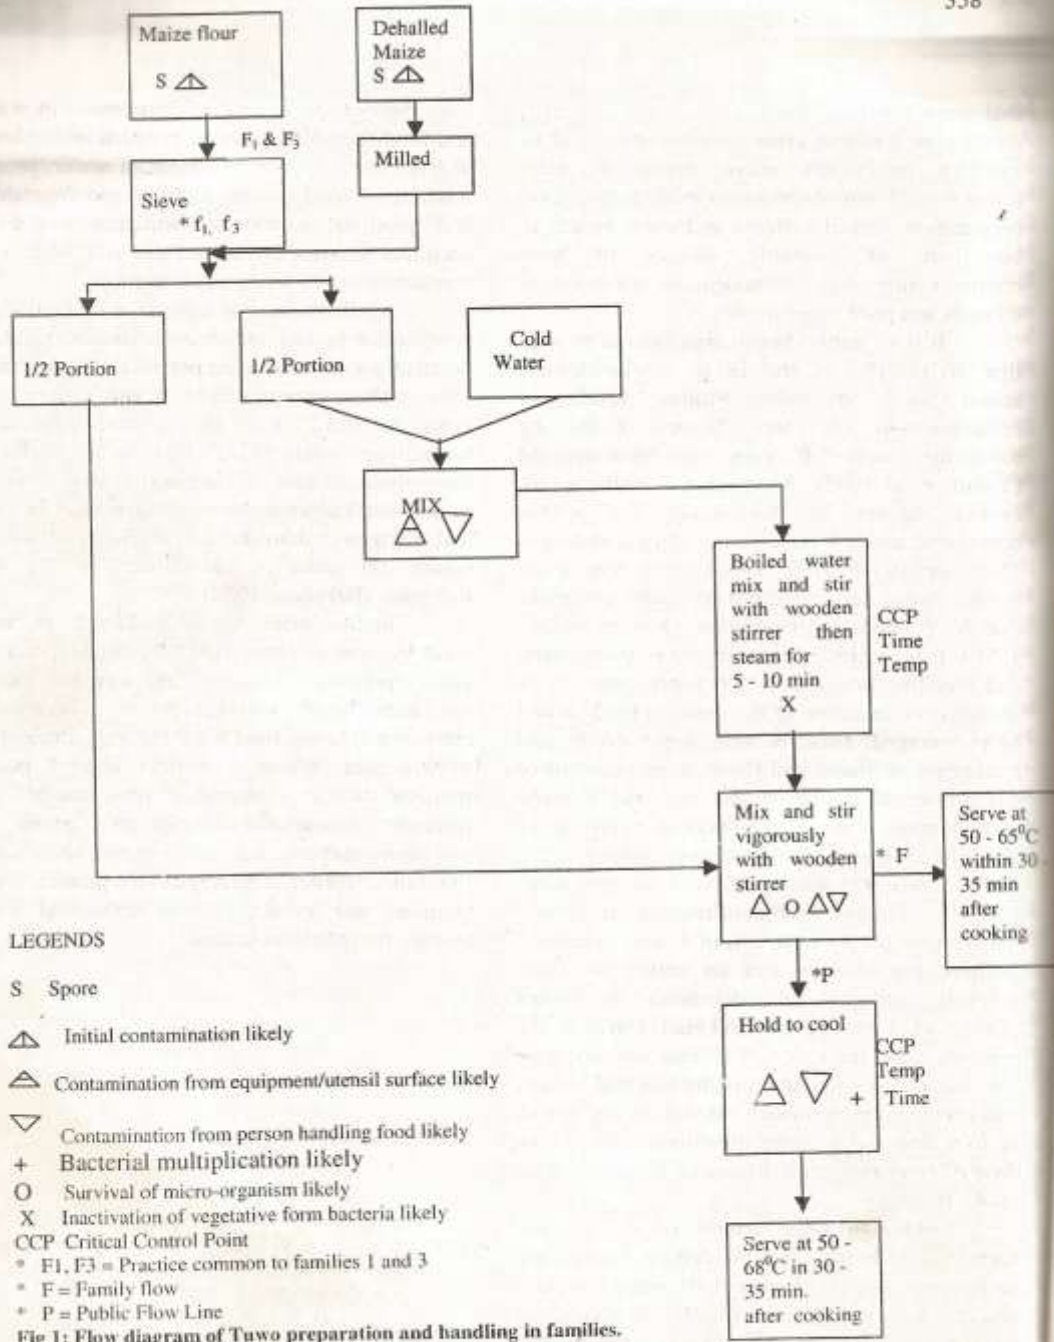 558
Maize flour
S
Dehalled
Maize
S
F1 & F3
Milled
Sieve
* f1, f3
1/2 Portion
1/2 Portion
Cold
Water
MIX
Boiled water
mix and stir
with wooden
stirrer then
steam for
5 - 10 min
X
CCP
Time
Temp
Mix and stir
vigorously
with wooden
stirrer
△ O △▽
* F
Serve at
50 - 65⁰C
within 30 -
35 min
after
cooking
*P
Hold to cool
+
CCP
Temp
Time
Serve at 50 -
68⁰C in 30 -
35 min.
after cooking
LEGENDS
S Spore
Initial contamination likely
Contamination from equipment/utensil surface likely
▽ Contamination from person handling food likely
+ Bacterial multiplication likely
O Survival of micro-organism likely
X Inactivation of vegetative form bacteria likely
CCP Critical Control Point
* F1, F3 = Practice common to families 1 and 3
* F = Family flow
* P = Public Flow Line
Fig 1: Flow diagram of Tuwo preparation and handling in families.